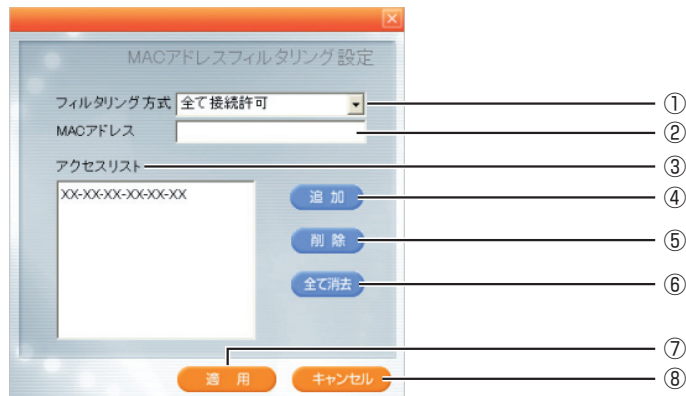 MACアドレスフィルタリング設定
フィルタリング方式 全て接続許可 ①
MACアドレス ②
アクセスリスト ③
XX-XX-XX-XX-XX-XX
追 加 ④
削 除 ⑤
全て消去 ⑥
⑦
適 用 キャンセル ⑧